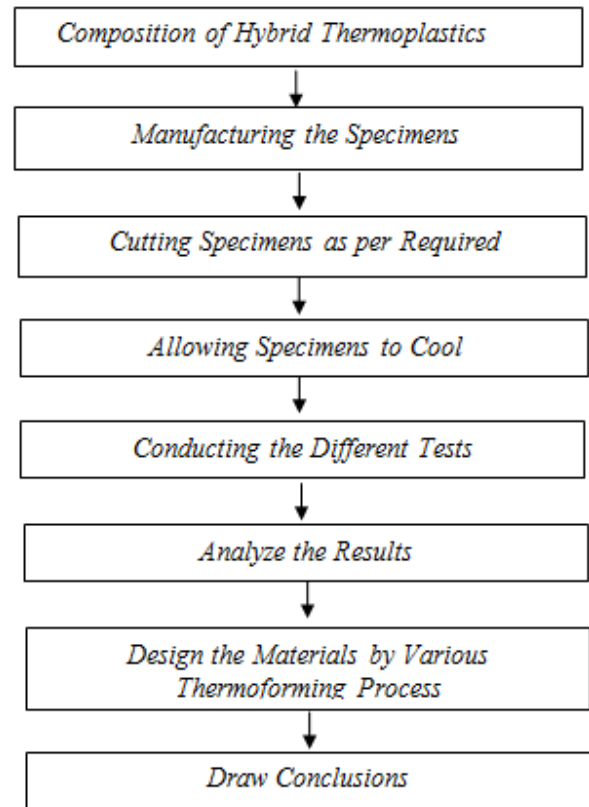 Composition of Hybrid Thermoplastics
Manufacturing the Specimens
Cutting Specimens as per Required
Allowing Specimens to Cool
Conducting the Different Tests
Analyze the Results
Design the Materials by Various
Thermoforming Process
Draw Conclusions